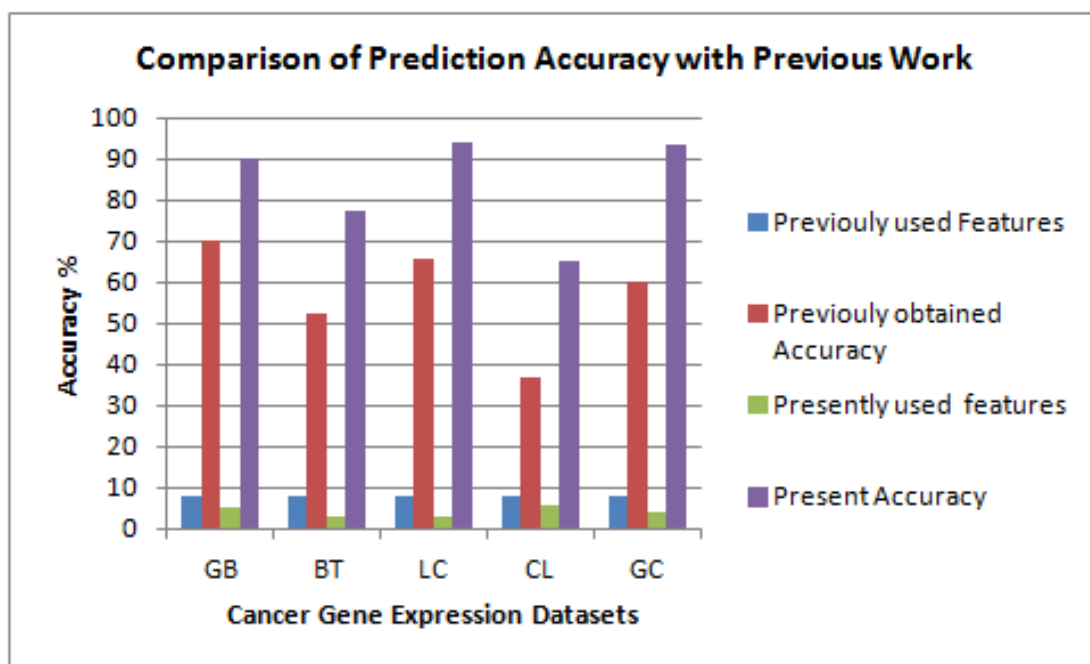 Comparison of Prediction Accuracy with Previous Work
100
90
80
70
60
50
40
30
20
10
0
Accuracy %
GB BT LC CL GC
Cancer Gene Expression Datasets
Previouly used Features
Previouly obtained
Accuracy
Presently used features
Present Accuracy